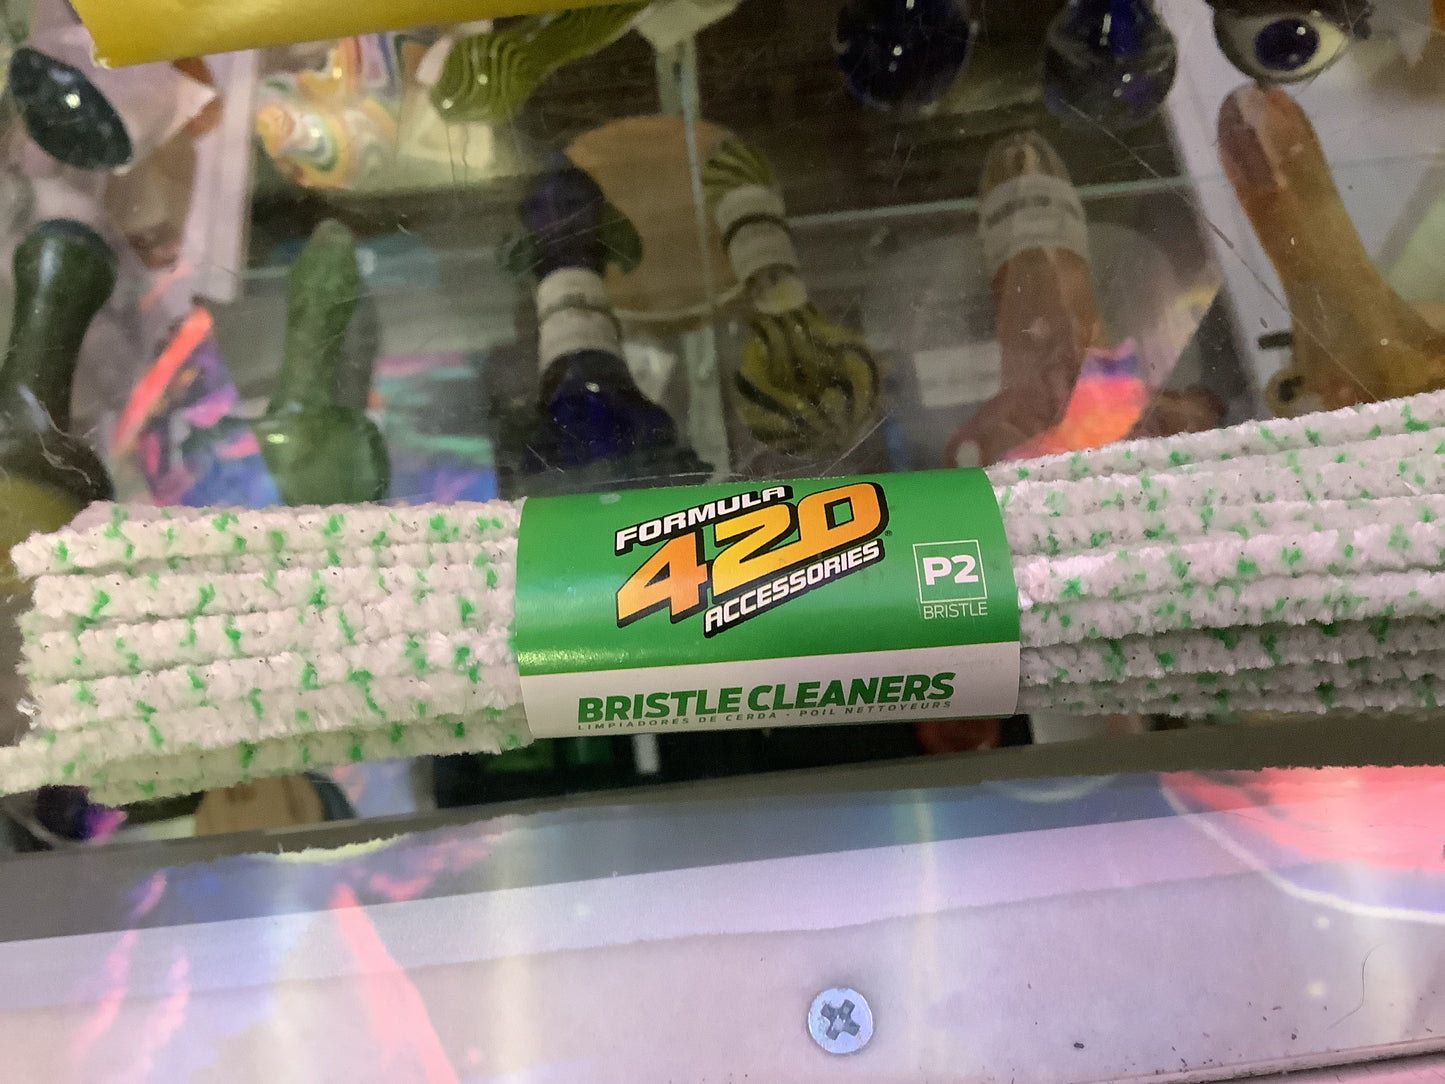 FORMULA
420®
ACCESSORIES
P2
BRISTLE
BRISTLE CLEANERS
LIMPIADORES DE CERDA · POIL NETTOYEURS